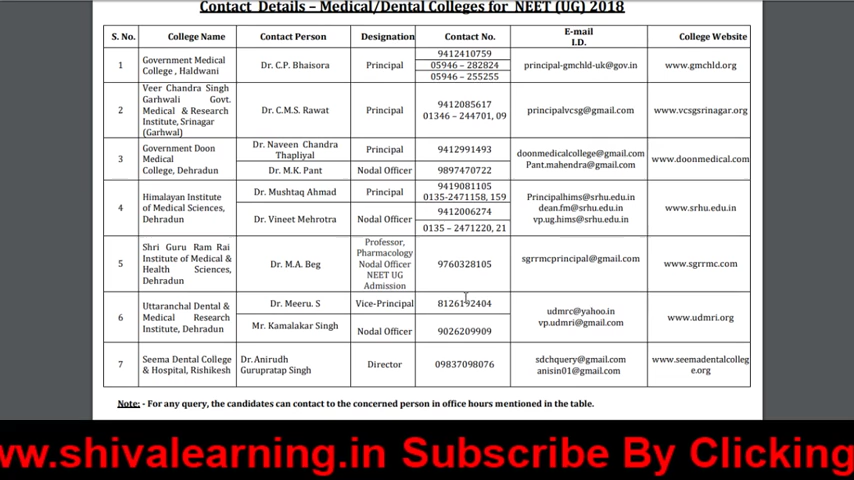 Contact Details – Medical/Dental Colleges for NEET (UG) 2018
S. No. College Name Contact Person Designation Contact No. E-mail I.D. College Website
1 Government Medical College , Haldwani Dr. C.P. Bhaisora Principal 9412410759 05946 – 282824 05946 – 255255 principal-gmchld-uk@gov.in www.gmchld.org
2 Veer Chandra Singh Garhwali Govt. Medical & Research Institute, Srinagar (Garhwal) Dr. C.M.S. Rawat Principal 9412085617 01346 – 244701, 09 principalvcsg@gmail.com www.vcsgsrinagar.org
3 Government Doon Medical College, Dehradun Dr. Naveen Chandra Thapliyal Principal 9412991493 doonmedicalcollege@gmail.com Pant.mahendra@gmail.com www.doonmedical.com
Dr. M.K. Pant Nodal Officer 9897470722
4 Himalayan Institute of Medical Sciences, Dehradun Dr. Mushtaq Ahmad Principal 9419081105 0135-2471158, 159 Principalhims@srhu.edu.in dean.fm@srhu.edu.in vp.ug.hims@srhu.edu.in www.srhu.edu.in
Dr. Vineet Mehrotra Nodal Officer 9412006274 0135 – 2471220, 21
5 Shri Guru Ram Rai Institute of Medical & Health Sciences, Dehradun Dr. M.A. Beg Professor, Pharmacology Nodal Officer NEET UG Admission 9760328105 sgrrmcprincipal@gmail.com www.sgrrmc.com
6 Uttaranchal Dental & Medical Research Institute, Dehradun Dr. Meeru. S Vice-Principal 8126192404 udmrc@yahoo.in vp.udmri@gmail.com www.udmri.org
Mr. Kamalakar Singh Nodal Officer 9026209909
7 Seema Dental College & Hospital, Rishikesh Dr.Anirudh Gurupratap Singh Director 09837098076 sdchquery@gmail.com anisin01@gmail.com www.seemadentalcollege.org
Note: - For any query, the candidates can contact to the concerned person in office hours mentioned in the table.
ww.shivalearning.in Subscribe By Clicking